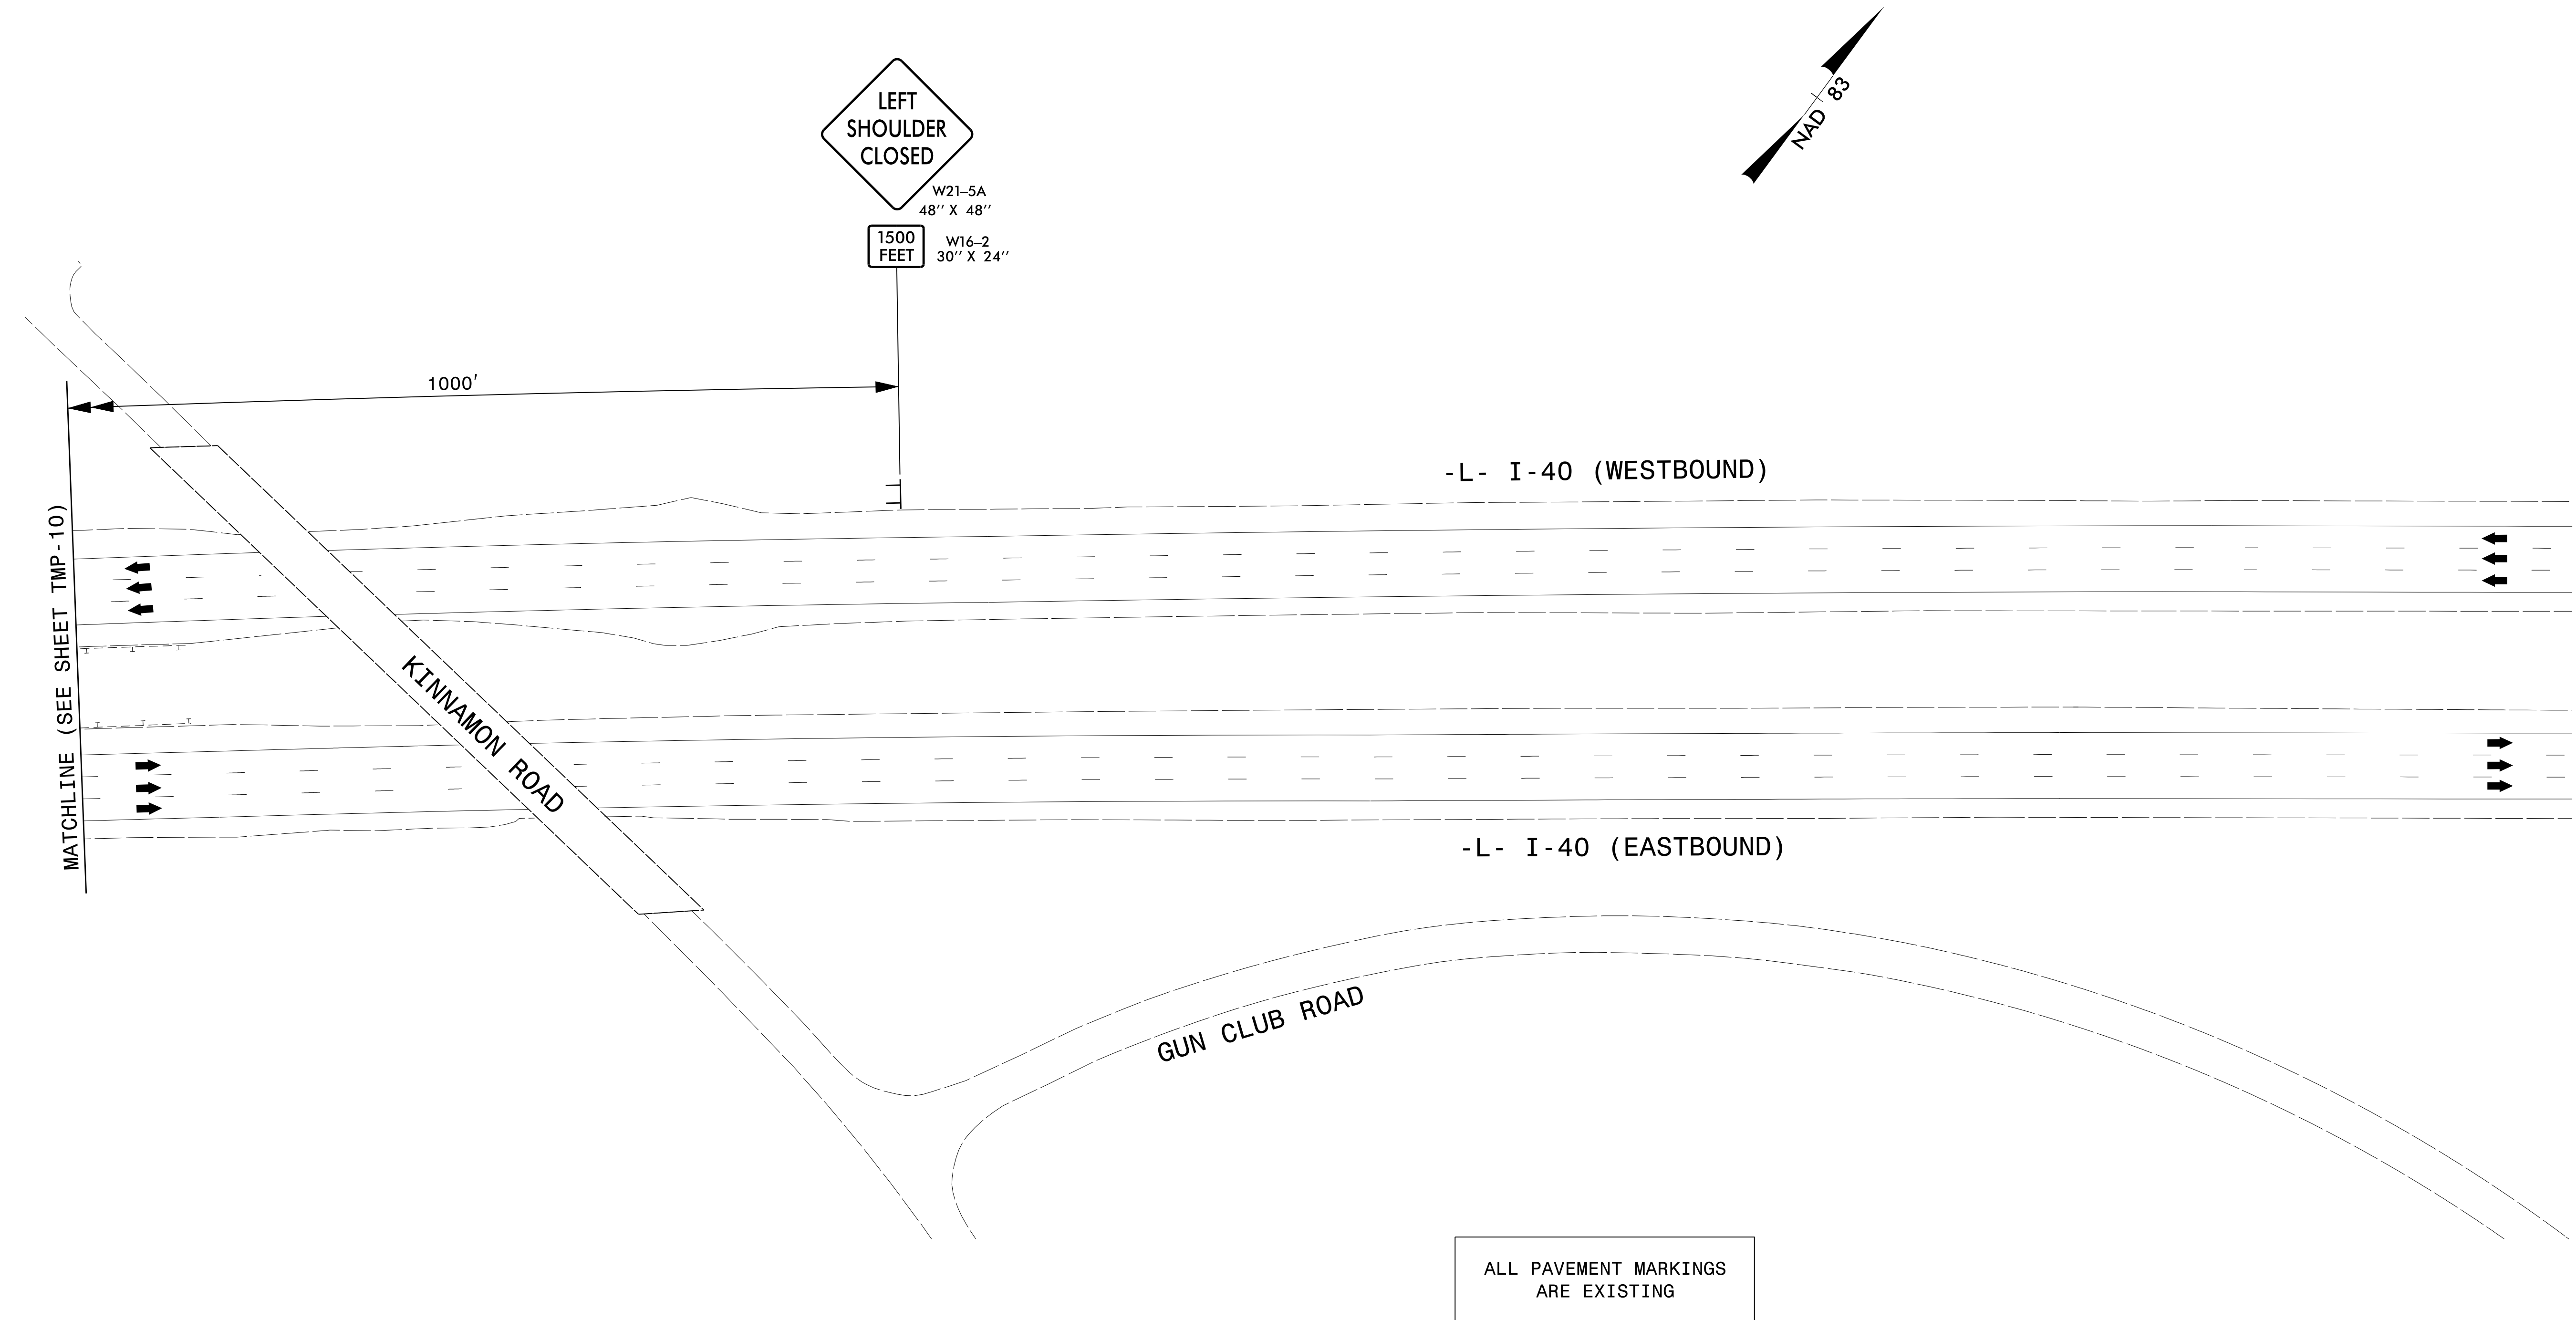 LEFT
SHOULDER
CLOSED
W21–5A
48’’ X 48’’
1500
FEET
W16–2
30’’ X 24’’
NAD 83
1000’
-L- I-40 (WESTBOUND)
MATCHLINE (SEE SHEET TMP-10)
KINNAMON ROAD
-L- I-40 (EASTBOUND)
GUN CLUB ROAD
ALL PAVEMENT MARKINGS
ARE EXISTING